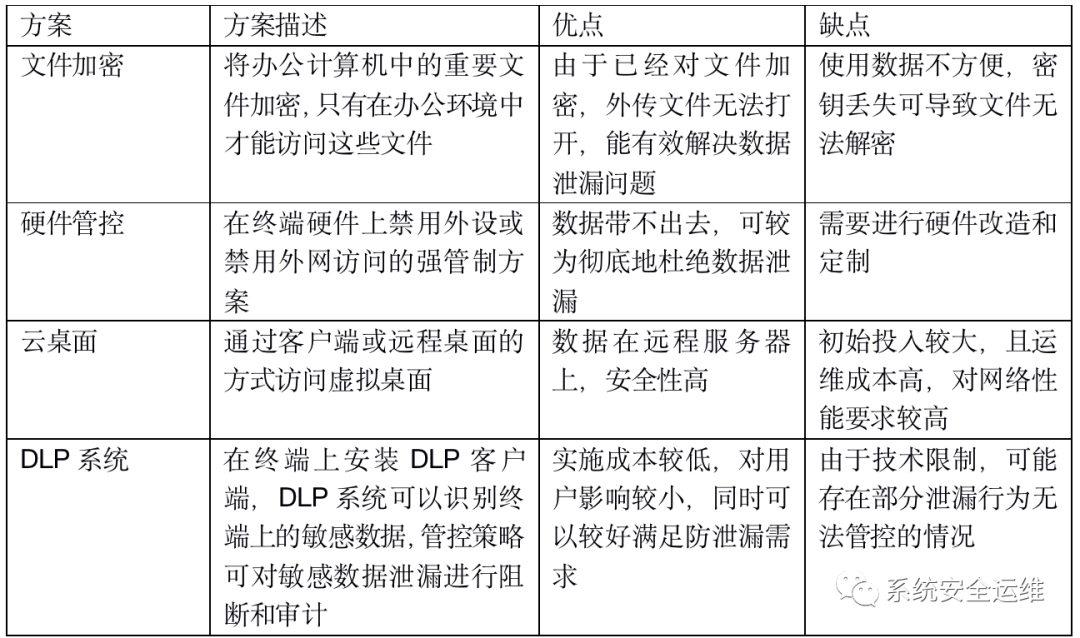 方案
方案描述
优点
缺点
文件加密
将办公计算机中的重要文
件加密,只有在办公环境中
才能访问这些文件
由于已经对文件加
密，外传文件无法打
开，能有效解决数据
泄漏问题
使用数据不方便，密
钥丢失可导致文件无
法解密
硬件管控
在终端硬件上禁用外设或
禁用外网访问的强管制方
案
数据带不出去，可较
为彻底地杜绝数据泄
漏
需要进行硬件改造和
定制
云桌面
通过客户端或远程桌面的
方式访问虚拟桌面
数据在远程服务器
上，安全性高
初始投入较大，且运
维成本高，对网络性
能要求较高
DLP 系统
在终端上安装 DLP 客户
端，DLP 系统可以识别终
端上的敏感数据,管控策略
可对敏感数据泄漏进行阻
断和审计
实施成本较低，对用
户影响较小，同时可
以较好满足防泄漏需
求
由于技术限制，可能
存在部分泄漏行为无
法管控的情况
系统安全运维